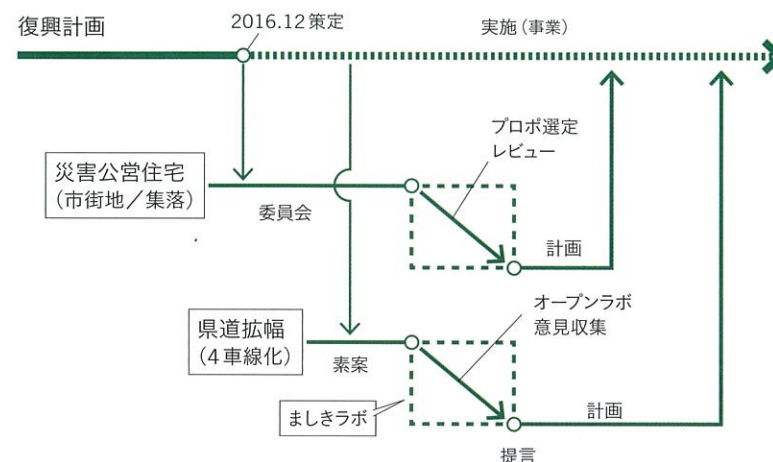 復興計画
2016.12 策定
実施（事業）
プロポ選定
レビュー
災害公営住宅
（市街地／集落）
委員会
計画
オープンラボ
意見収集
県道拡幅
（4車線化）
素案
ましきラボ
計画
提言